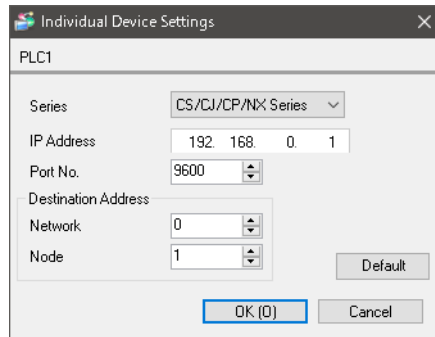 Individual Device Settings
PLC1
Series CS/CJ/CP/NX Series
IP Address 192. 168. 0. 1
Port No. 9600
Destination Address
Network 0
Node 1
Default
OK (O) Cancel